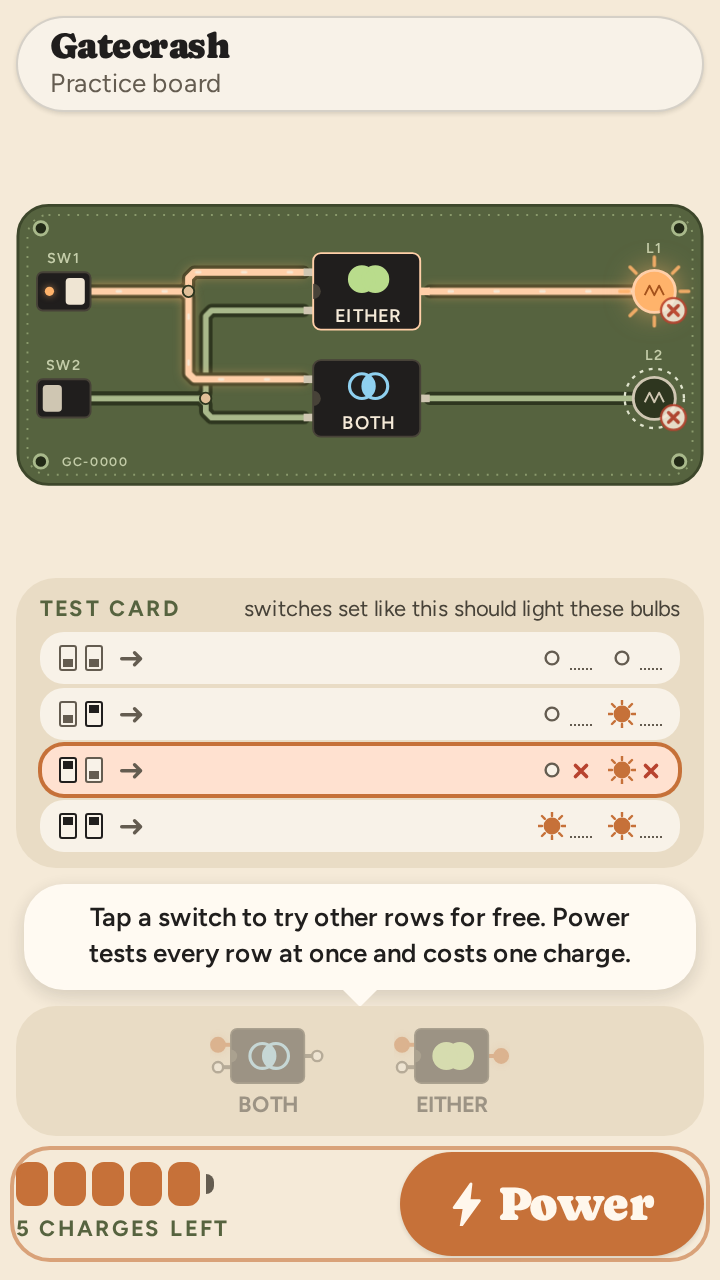 Gatecrash
Practice board
SW1
L1
EITHER
SW2
L2
BOTH
GC-0000
TEST CARD
switches set like this should light these bulbs
Tap a switch to try other rows for free. Power
tests every row at once and costs one charge.
BOTH
EITHER
5 CHARGES LEFT
Power